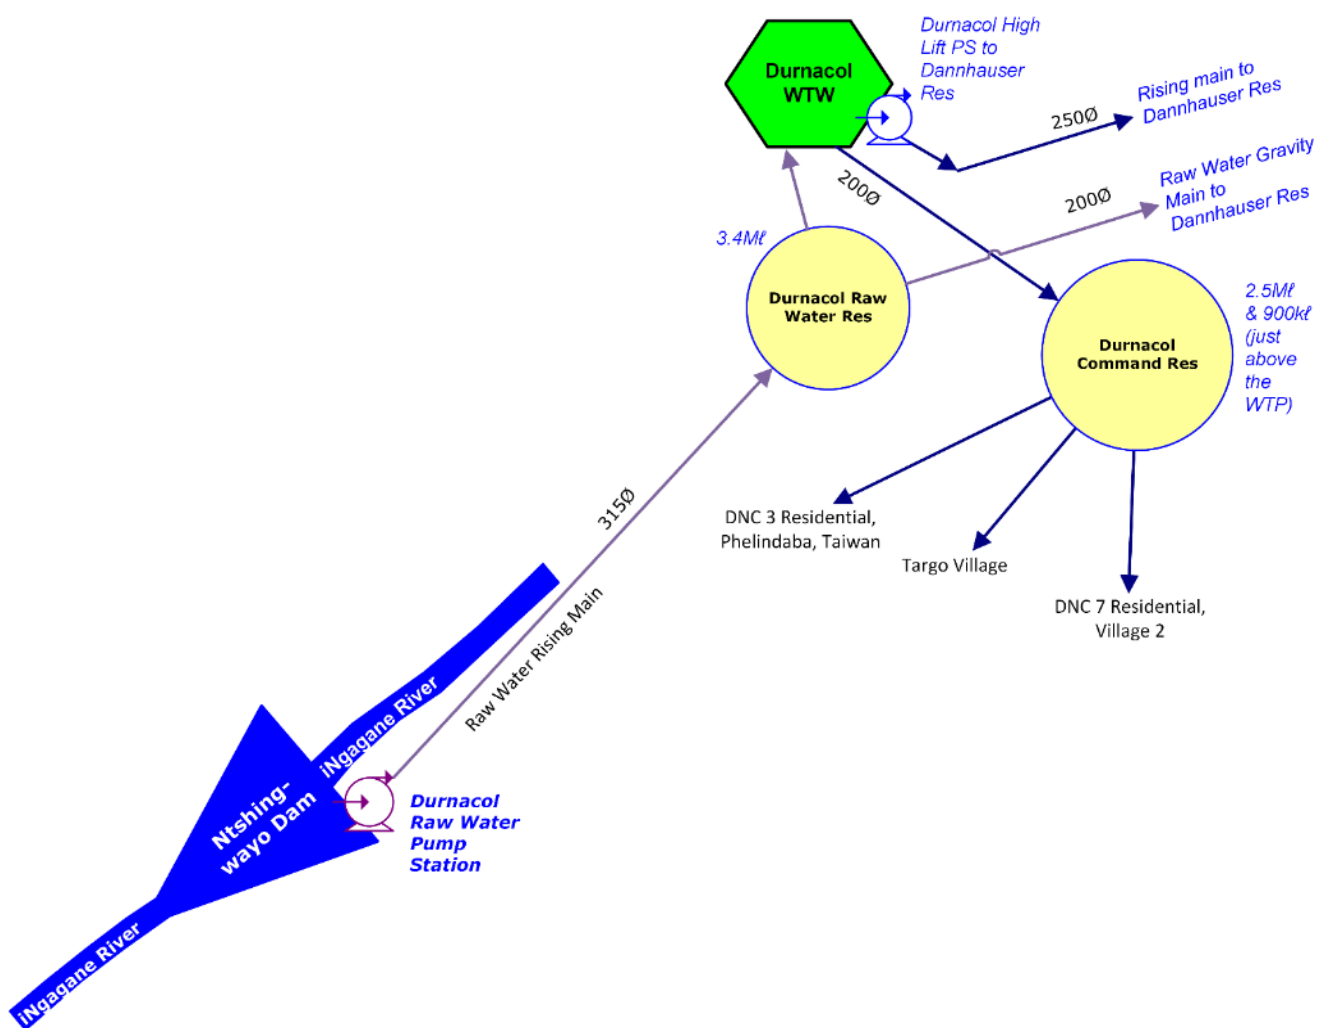 Durnacol High
Lift PS to
Dannhauser
Res
Durnacol
WTW
250Ø
Rising main to
Dannhauser Res
200Ø
200Ø
Raw Water Gravity
Main to
Dannhauser Res
3.4Mℓ
Durnacol Raw
Water Res
Durnacol
Command Res
2.5Mℓ
& 900kℓ
(just
above
the
WTP)
DNC 3 Residential,
Phelindaba, Taiwan
Targo Village
DNC 7 Residential,
Village 2
315Ø
Raw Water Rising Main
iNgagane River
Ntshing-
wayo Dam
Durnacol
Raw Water
Pump
Station
iNgagane River